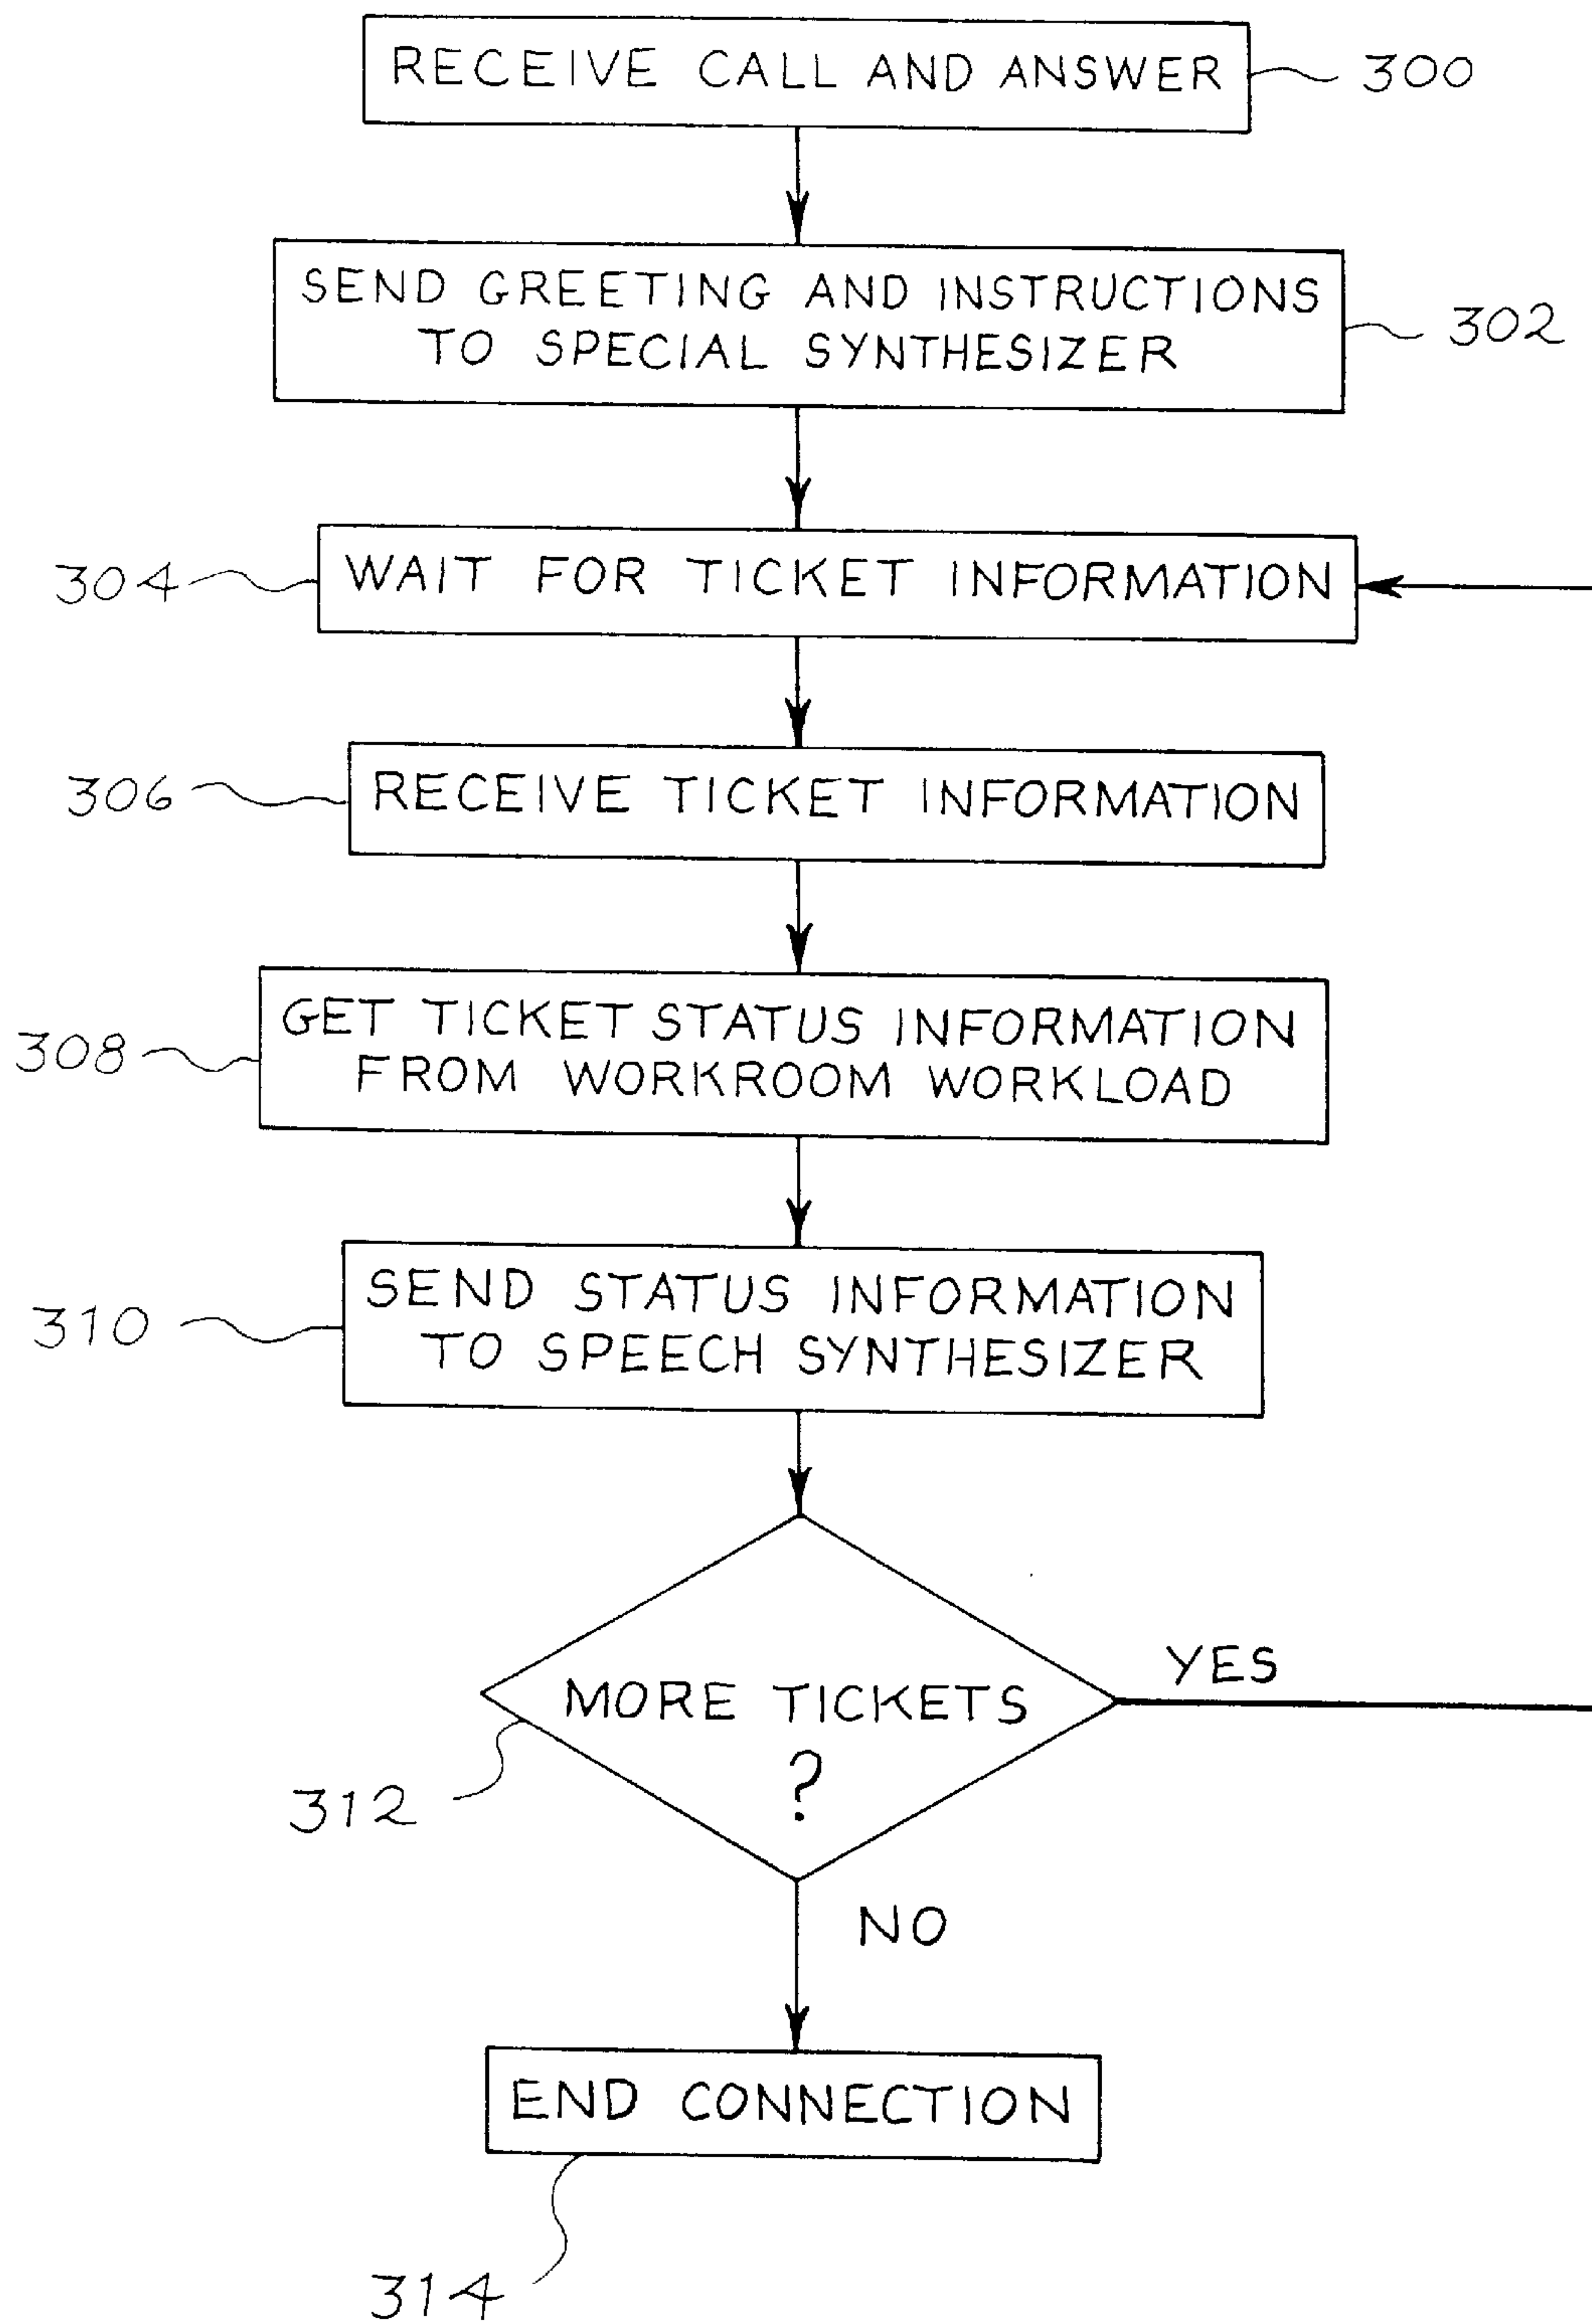 RECEIVE CALL AND ANSWER
300
SEND GREETING AND INSTRUCTIONS
TO SPECIAL SYNTHESIZER
302
304
WAIT FOR TICKET INFORMATION
306
RECEIVE TICKET INFORMATION
308
GET TICKET STATUS INFORMATION
FROM WORKROOM WORKLOAD
310
SEND STATUS INFORMATION
TO SPEECH SYNTHESIZER
YES
MORE TICKETS
?
312
NO
END CONNECTION
314